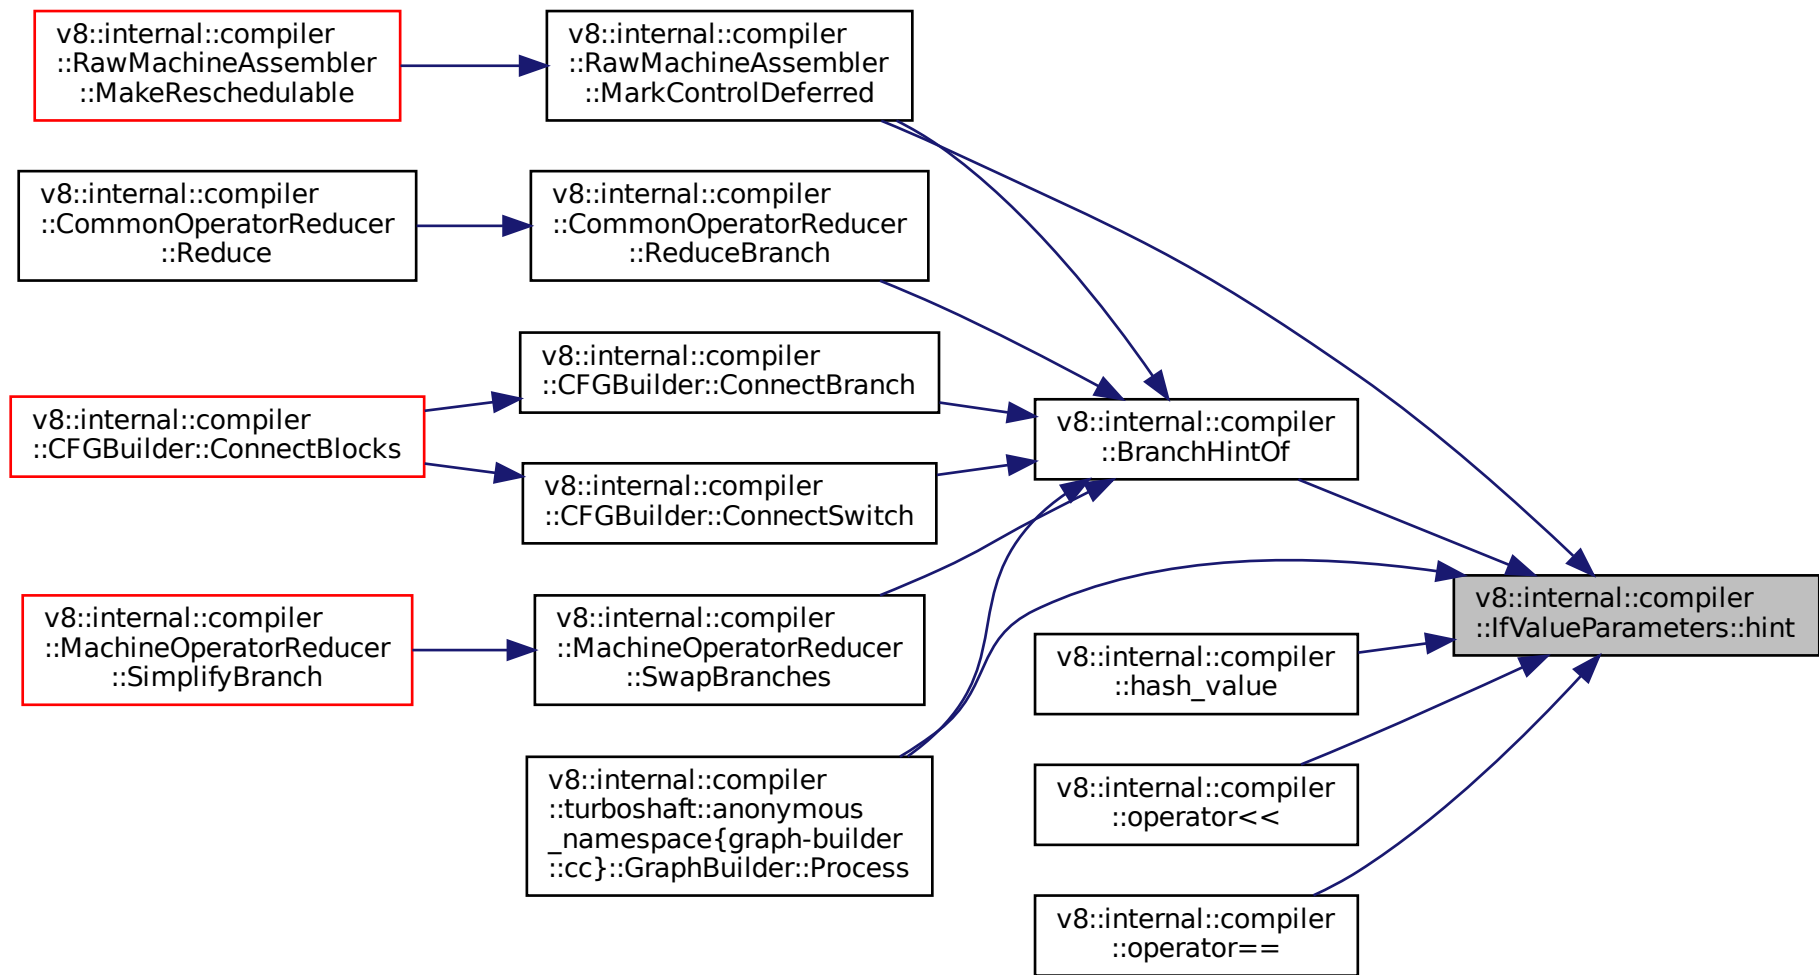 v8::internal::compiler
::RawMachineAssembler
::MakeReschedulable
v8::internal::compiler
::RawMachineAssembler
::MarkControlDeferred
v8::internal::compiler
::CommonOperatorReducer
::Reduce
v8::internal::compiler
::CommonOperatorReducer
::ReduceBranch
v8::internal::compiler
::CFGBuilder::ConnectBranch
v8::internal::compiler
::CFGBuilder::ConnectBlocks
v8::internal::compiler
::BranchHintOf
v8::internal::compiler
::CFGBuilder::ConnectSwitch
v8::internal::compiler
::IfValueParameters::hint
v8::internal::compiler
::MachineOperatorReducer
::SimplifyBranch
v8::internal::compiler
::MachineOperatorReducer
::SwapBranches
v8::internal::compiler
::hash_value
v8::internal::compiler
::turboshaft::anonymous
_namespace{graph-builder
::cc}::GraphBuilder::Process
v8::internal::compiler
::operator<<
v8::internal::compiler
::operator==